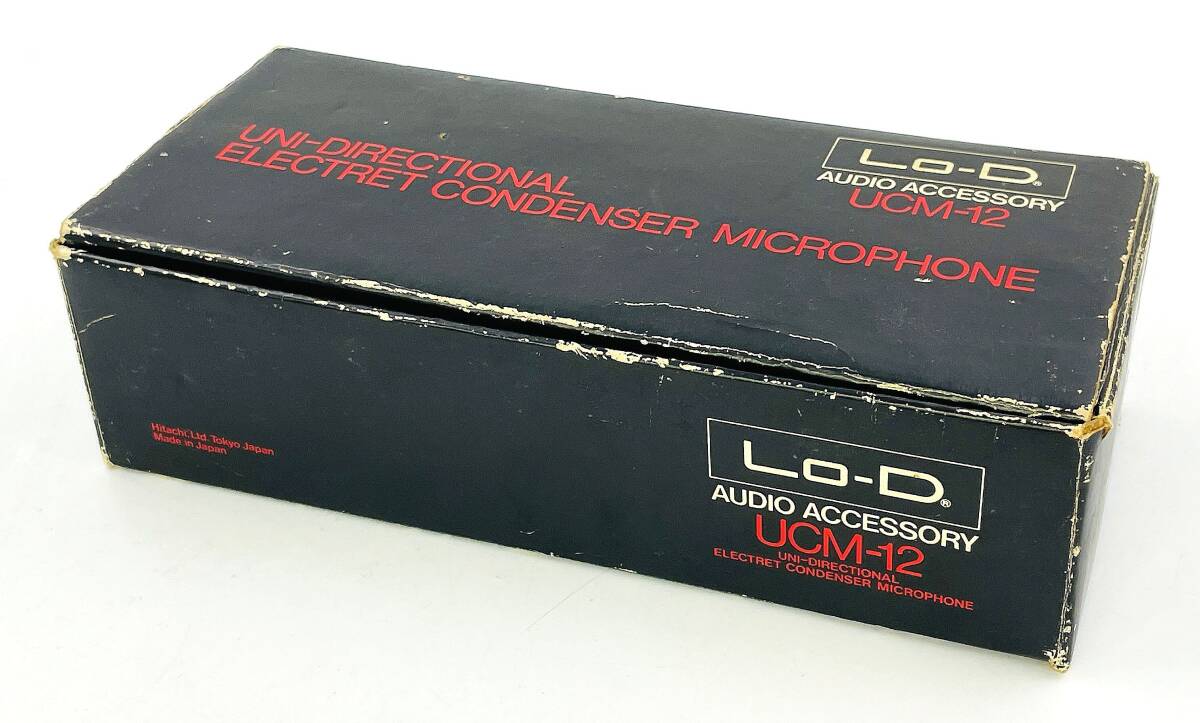 UNI-DIRECTIONAL
ELECTRET CONDENSER MICROPHONE
Lo-D®
AUDIO ACCESSORY
UCM-12
Hitachi, Ltd. Tokyo Japan
Made in Japan
Lo-D®
AUDIO ACCESSORY
UCM-12
UNI-DIRECTIONAL
ELECTRET CONDENSER MICROPHONE